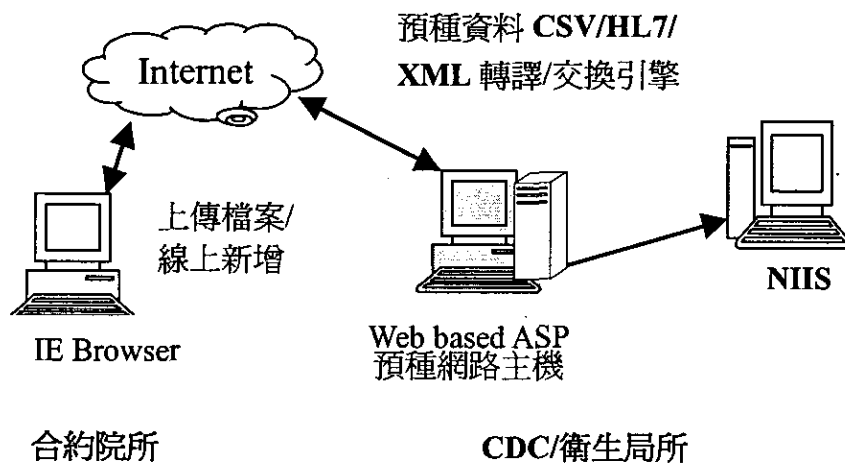 預種資料 CSV/HL7/
XML 轉譯/交換引擎
Internet
上傳檔案/
線上新增
IE Browser
Web based ASP
預種網路主機
NIIS
合約院所
CDC/衛生局所